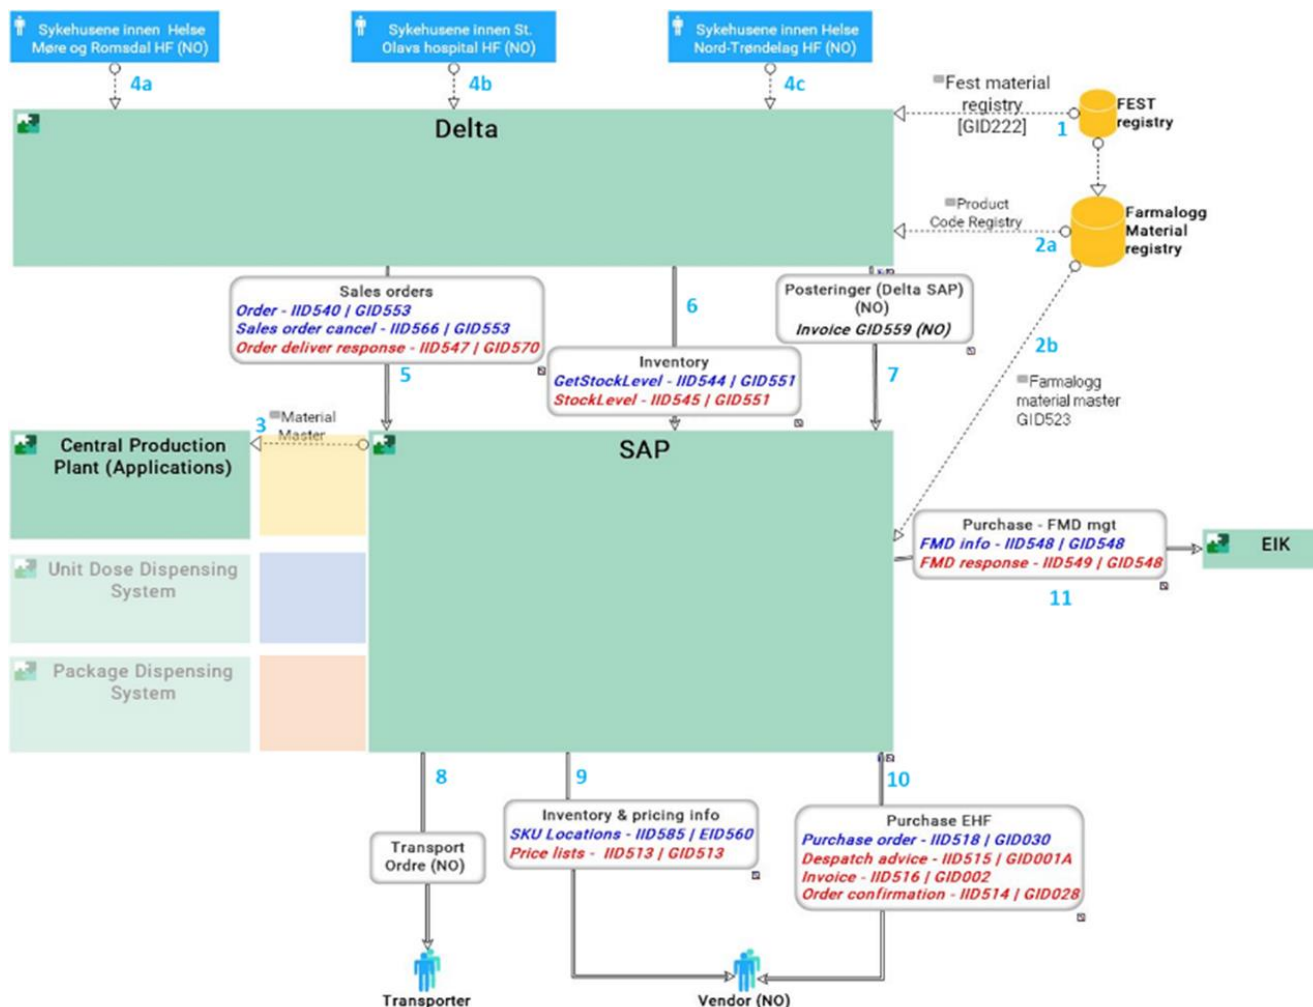 Sykehusene innen Helse
Møre og Romsdal HF (NO)
Sykehusene innen St.
Olavs hospital HF (NO)
Sykehusene innen Helse
Nord-Trøndelag HF (NO)
4a
4b
4c
Delta
Fest material
registry
[GID222]
1
FEST
registry
Product
Code Registry
2a
Farmalogg
Material
registry
Sales orders
Order - IID540 | GID553
Sales order cancel - IID566 | GID553
Order deliver response - IID547 | GID570
5
6
Inventory
GetStockLevel - IID544 | GID551
StockLevel - IID545 | GID551
Posteringer (Delta SAP)
(NO)
Invoice GID559 (NO)
7
2b
Farmalogg
material master
GID523
3
Material
Master
Central Production
Plant (Applications)
SAP
Unit Dose Dispensing
System
Package Dispensing
System
Purchase - FMD mgt
FMD info - IID548 | GID548
FMD response - IID549 | GID548
11
EIK
8
9
10
Transport
Ordre (NO)
Inventory & pricing info
SKU Locations - IID585 | EID560
Price lists - IID513 | GID513
Purchase EHF
Purchase order - IID518 | GID030
Despatch advice - IID515 | GID001A
Invoice - IID516 | GID002
Order confirmation - IID514 | GID028
Transporter
Vendor (NO)